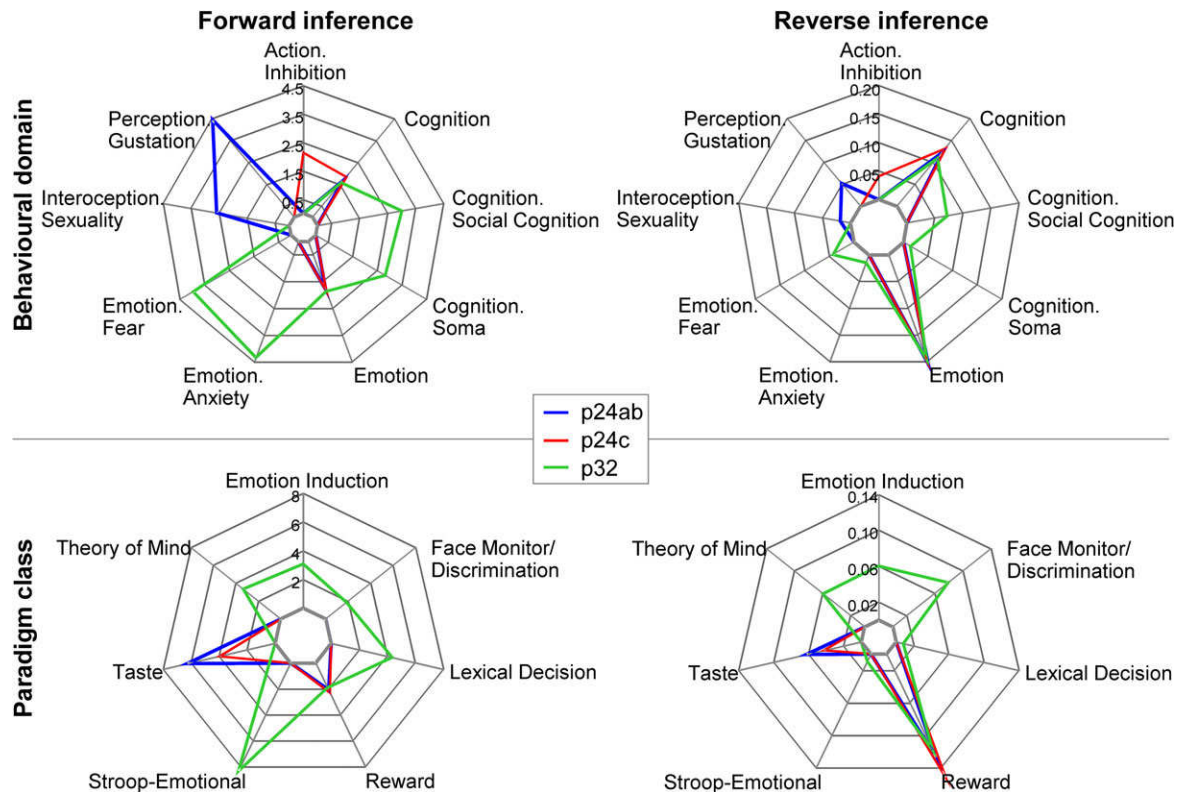 Forward inference
Reverse inference
Behavioural domain
Action.
Inhibition
4.5
3.5
2.5
1.5
0.5
Cognition
Cognition.
Social Cognition
Cognition.
Soma
Emotion
Emotion.
Anxiety
Emotion.
Fear
Interoception.
Sexuality
Perception.
Gustation
Action.
Inhibition
0.20
0.15
0.10
0.05
Cognition
Cognition.
Social Cognition
Cognition.
Soma
Emotion
Emotion.
Anxiety
Emotion.
Fear
Interoception.
Sexuality
Perception.
Gustation
p24ab
p24c
p32
Paradigm class
Emotion Induction
8
6
4
2
Face Monitor/
Discrimination
Lexical Decision
Reward
Stroop-Emotional
Taste
Theory of Mind
Emotion Induction
0.14
0.10
0.06
0.02
Face Monitor/
Discrimination
Lexical Decision
Reward
Stroop-Emotional
Taste
Theory of Mind